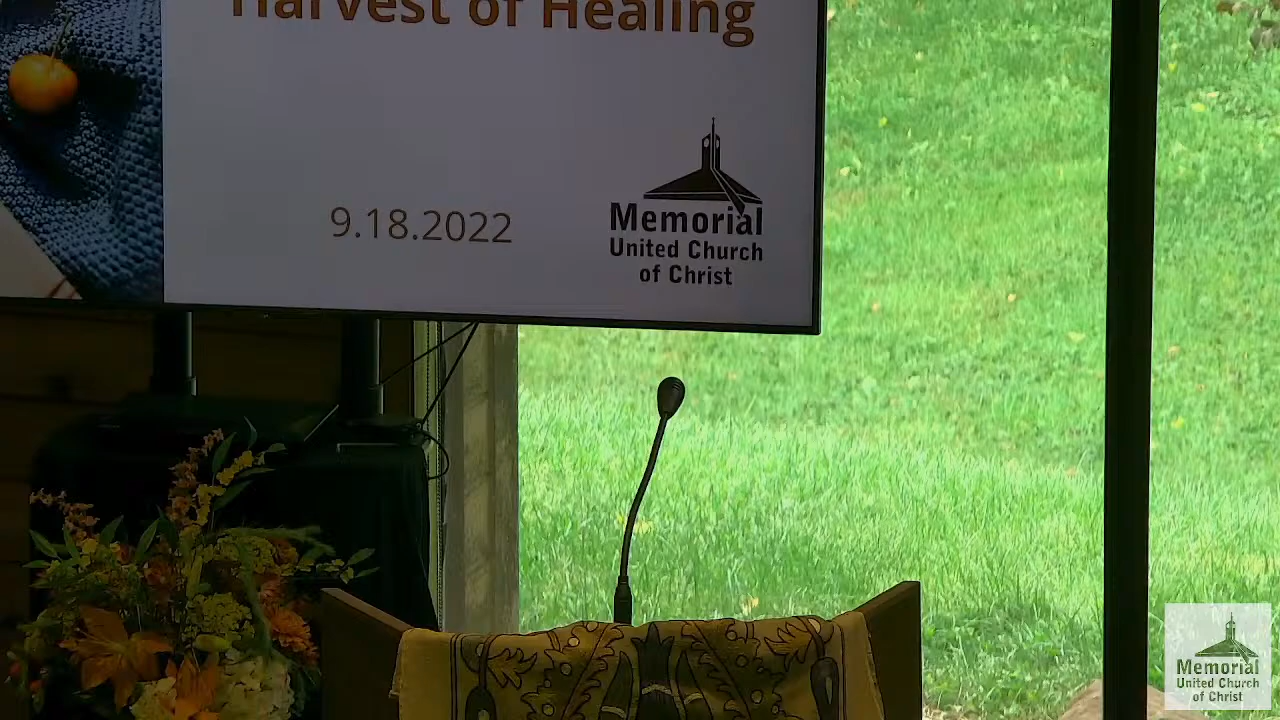 Harvest of Healing
9.18.2022
Memorial
United Church
of Christ
Memorial
United Church
of Christ